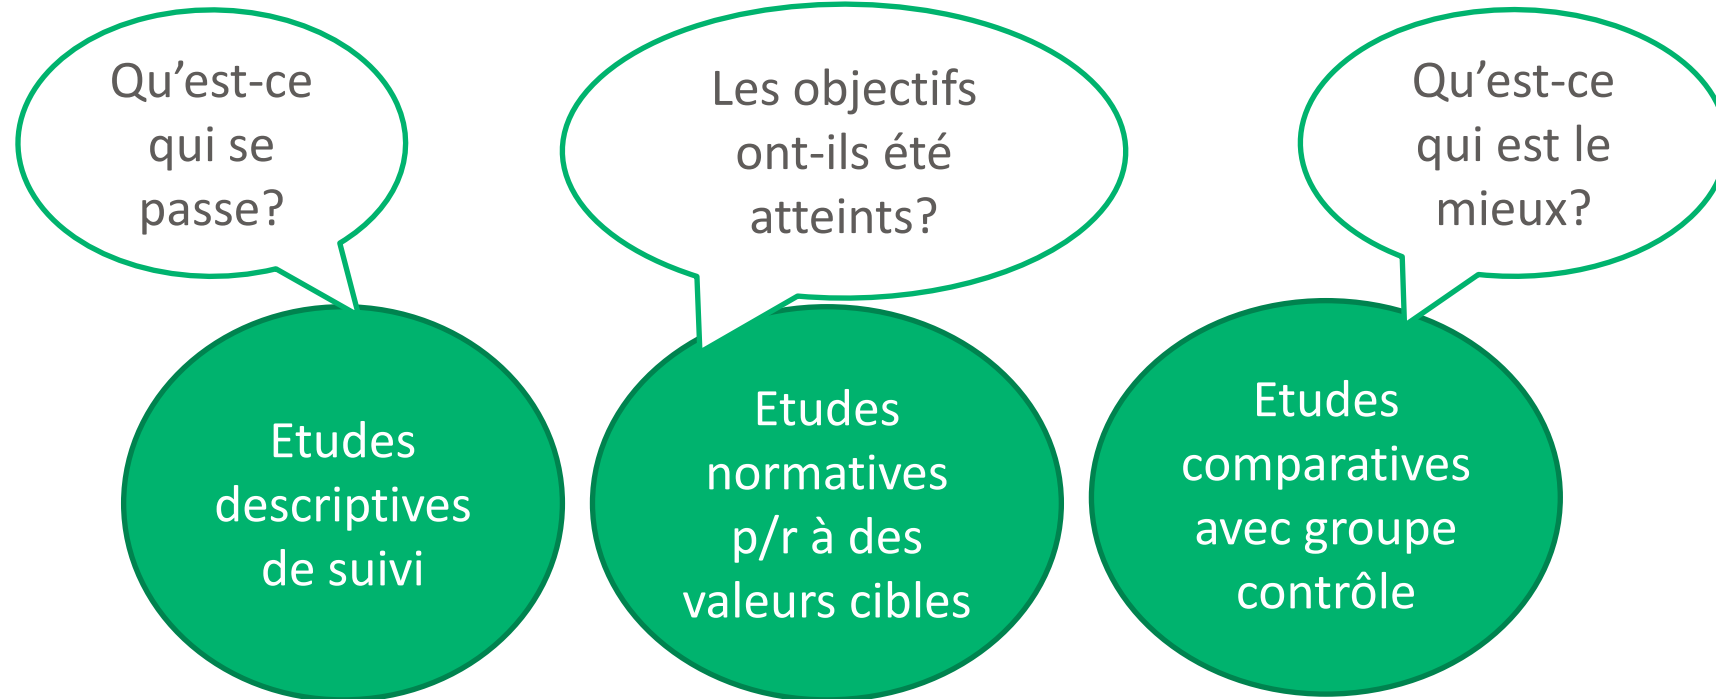 Qu’est-ce
qui se
passe?
Les objectifs
ont-ils été
atteints?
Qu’est-ce
qui est le
mieux?
Etudes
descriptives
de suivi
Etudes
normatives
p/r à des
valeurs cibles
Etudes
comparatives
avec groupe
contrôle